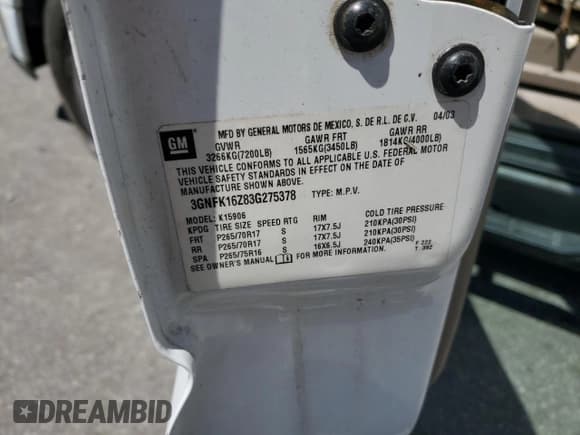 GM
MFD BY GENERAL MOTORS DE MEXICO, S. DE R.L. DE C.V. 04/03
GVWR GAWR FRT GAWR RR
3266KG(7200LB) 1565KG(3450LB) 1814KG(4000LB)
THIS VEHICLE CONFORMS TO ALL APPLICABLE U.S. FEDERAL MOTOR
VEHICLE SAFETY STANDARDS IN EFFECT ON THE DATE OF
MANUFACTURE SHOWN ABOVE.
3GNFK16Z83G275378 TYPE: M.P.V.
MODEL: K15906
KPDG TIRE SIZE SPEED RTG RIM COLD TIRE PRESSURE
FRT P265/70R17 S 17X7.5J 210KPA(30PSI)
RR P265/70R17 S 17X7.5J 210KPA(30PSI)
SPA P265/75R16 S 16X6.5J 240KPA(35PSI)
SEE OWNER'S MANUAL FOR MORE INFORMATION.
F 222
T 392
DREAMBID